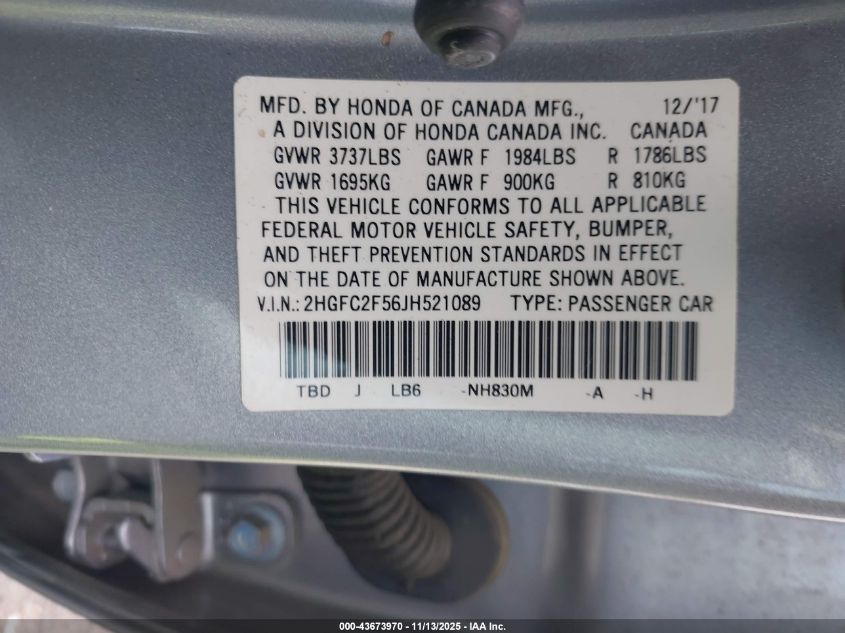 MFD. BY HONDA OF CANADA MFG., 12/'17
A DIVISION OF HONDA CANADA INC. CANADA
GVWR 3737LBS GAWR F 1984LBS R 1786LBS
GVWR 1695KG GAWR F 900KG R 810KG
THIS VEHICLE CONFORMS TO ALL APPLICABLE
FEDERAL MOTOR VEHICLE SAFETY, BUMPER,
AND THEFT PREVENTION STANDARDS IN EFFECT
ON THE DATE OF MANUFACTURE SHOWN ABOVE.
V.I.N.: 2HGFC2F56JH521089 TYPE: PASSENGER CAR
TBD J LB6 -NH830M -A -H
000-43673970 - 11/13/2025 - IAA Inc.